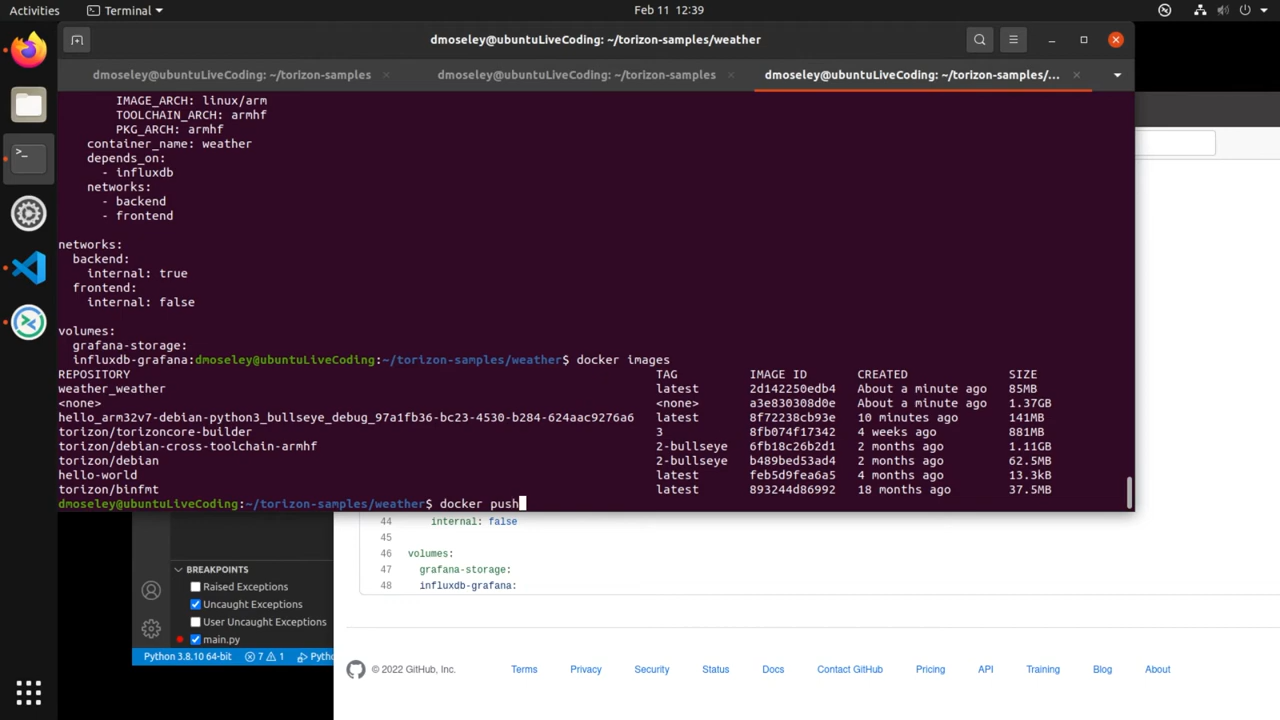 Activities
Terminal
Feb 11 12:39
dmoseley@ubuntuLiveCoding: ~/torizon-samples/weather
dmoseley@ubuntuLiveCoding: ~/torizon-samples
dmoseley@ubuntuLiveCoding: ~/torizon-samples
dmoseley@ubuntuLiveCoding: ~/torizon-samples/...
IMAGE_ARCH: linux/arm
TOOLCHAIN_ARCH: armhf
PKG_ARCH: armhf
container_name: weather
depends_on:
- influxdb
networks:
- backend
- frontend
networks:
backend:
internal: true
frontend:
internal: false
volumes:
grafana-storage:
influxdb-grafana:dmoseley@ubuntuLiveCoding:~/torizon-samples/weather$ docker images
REPOSITORY TAG IMAGE ID CREATED SIZE
weather_weather latest 2d142250edb4 About a minute ago 85MB
<none> <none> a3e830308d0e About a minute ago 1.37GB
hello_arm32v7-debian-python3_bullseye_debug_97a1fb36-bc23-4530-b284-624aac9276a6 latest 8f72238cb93e 10 minutes ago 141MB
torizon/torizoncore-builder 3 8fb074f17342 4 weeks ago 881MB
torizon/debian-cross-toolchain-armhf 2-bullseye 6fb18c26b2d1 2 months ago 1.11GB
torizon/debian 2-bullseye b489bed53ad4 2 months ago 62.5MB
hello-world latest feb5d9fea6a5 4 months ago 13.3kB
torizon/binfmt latest 893244d86992 18 months ago 37.5MB
dmoseley@ubuntuLiveCoding:~/torizon-samples/weather$ docker push
44 internal: false
45
46 volumes:
47 grafana-storage:
48 influxdb-grafana:
BREAKPOINTS
Raised Exceptions
Uncaught Exceptions
User Uncaught Exceptions
main.py
Python 3.8.10 64-bit 7 1 Pytho
© 2022 GitHub, Inc. Terms Privacy Security Status Docs Contact GitHub Pricing API Training Blog About